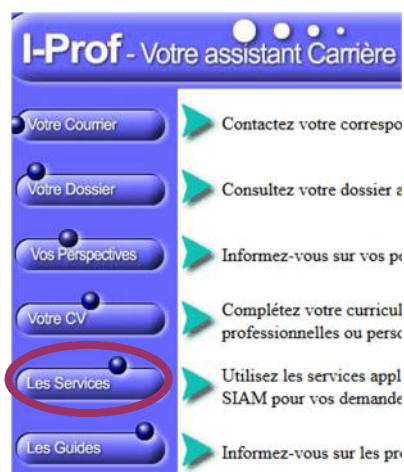 I-Prof - Votre assistant Carrière
Votre Courrier
Contactez votre correspo
Votre Dossier
Consultez votre dossier a
Vos Perspectives
Informez-vous sur vos pe
Votre CV
Complétez votre curricul
professionnelles ou perso
Les Services
Utilisez les services appl
SIAM pour vos demande
Les Guides
Informez-vous sur les pro